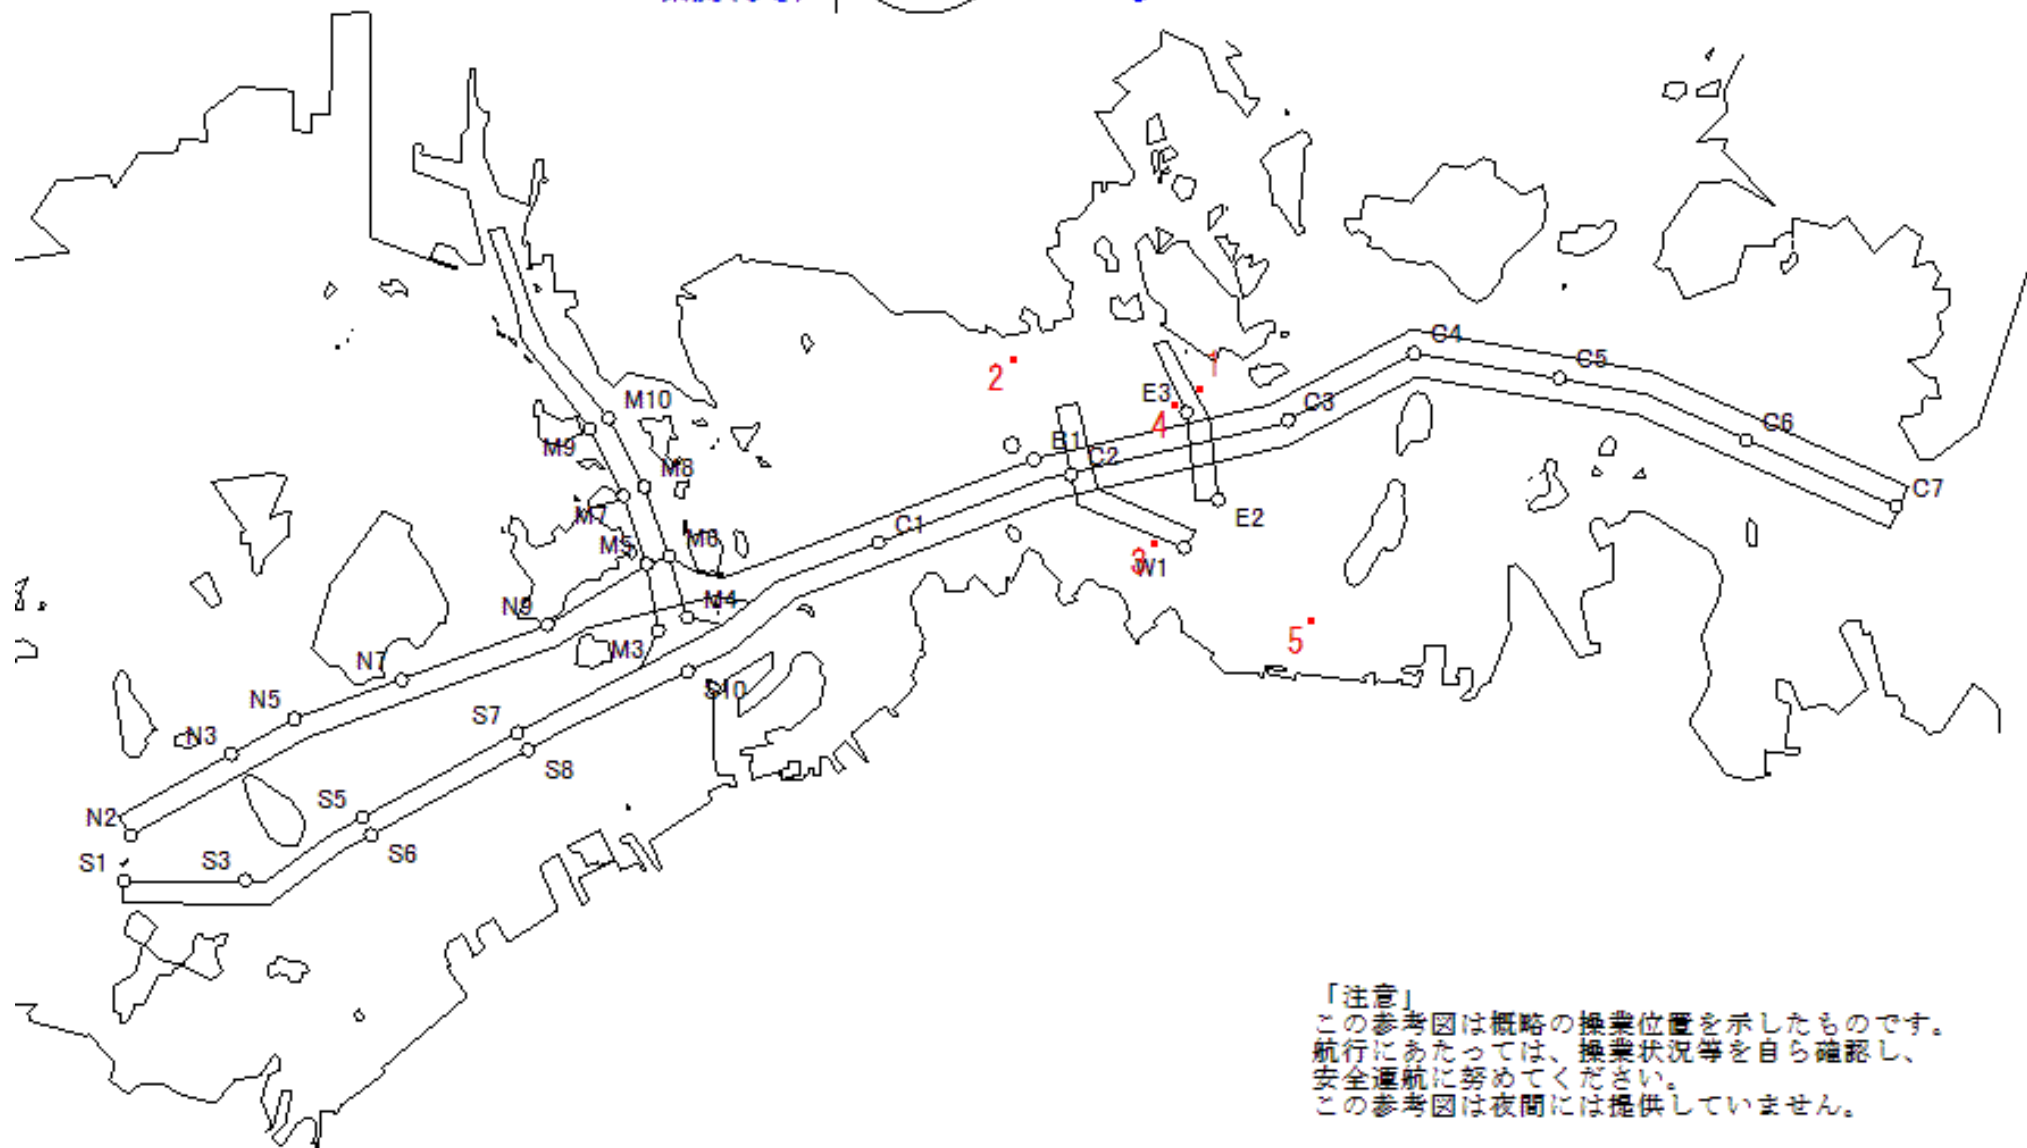 C4
C5
1
2
E3
M10
C3
4
C6
M9
B1
M8
C2
C7
M7
E2
C1
M6
M5
3
W1
N9
M4
5
M3
N7
S10
N5
S7
N3
S8
S5
N2
S6
S1
S3
「注意」
この参考図は概略の操業位置を示したものです。
航行にあたっては、操業状況等を自ら確認し、
安全運航に努めてください。
この参考図は夜間には提供していません。